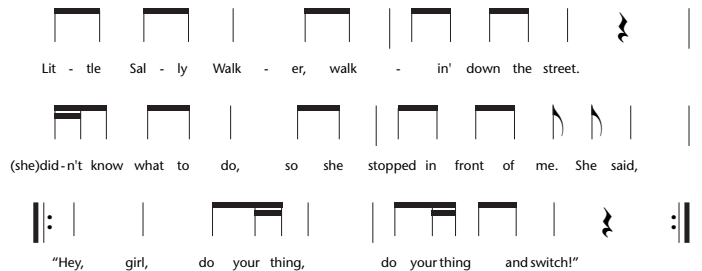 Lit - tle Sal - ly Walk - er, walk - in' down the street.
(she)did-n't know what to do, so she stopped in front of me. She said,
“Hey, girl, do your thing, do your thing and switch!”